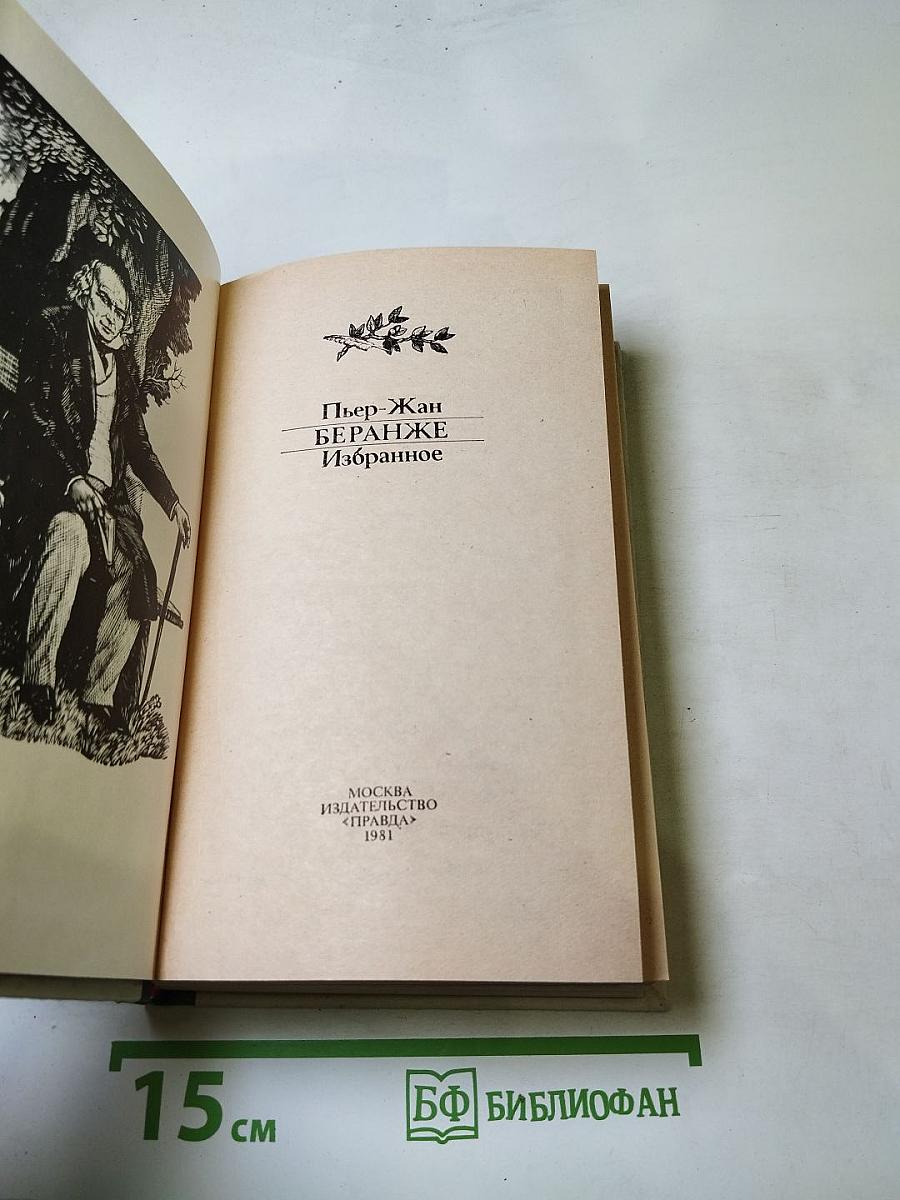 Пьер-Жан
БЕРАНЖЕ
Избранное
МОСКВА
ИЗДАТЕЛЬСТВО
«ПРАВДА»
1981
15 см
БФ БИБЛИОФАН